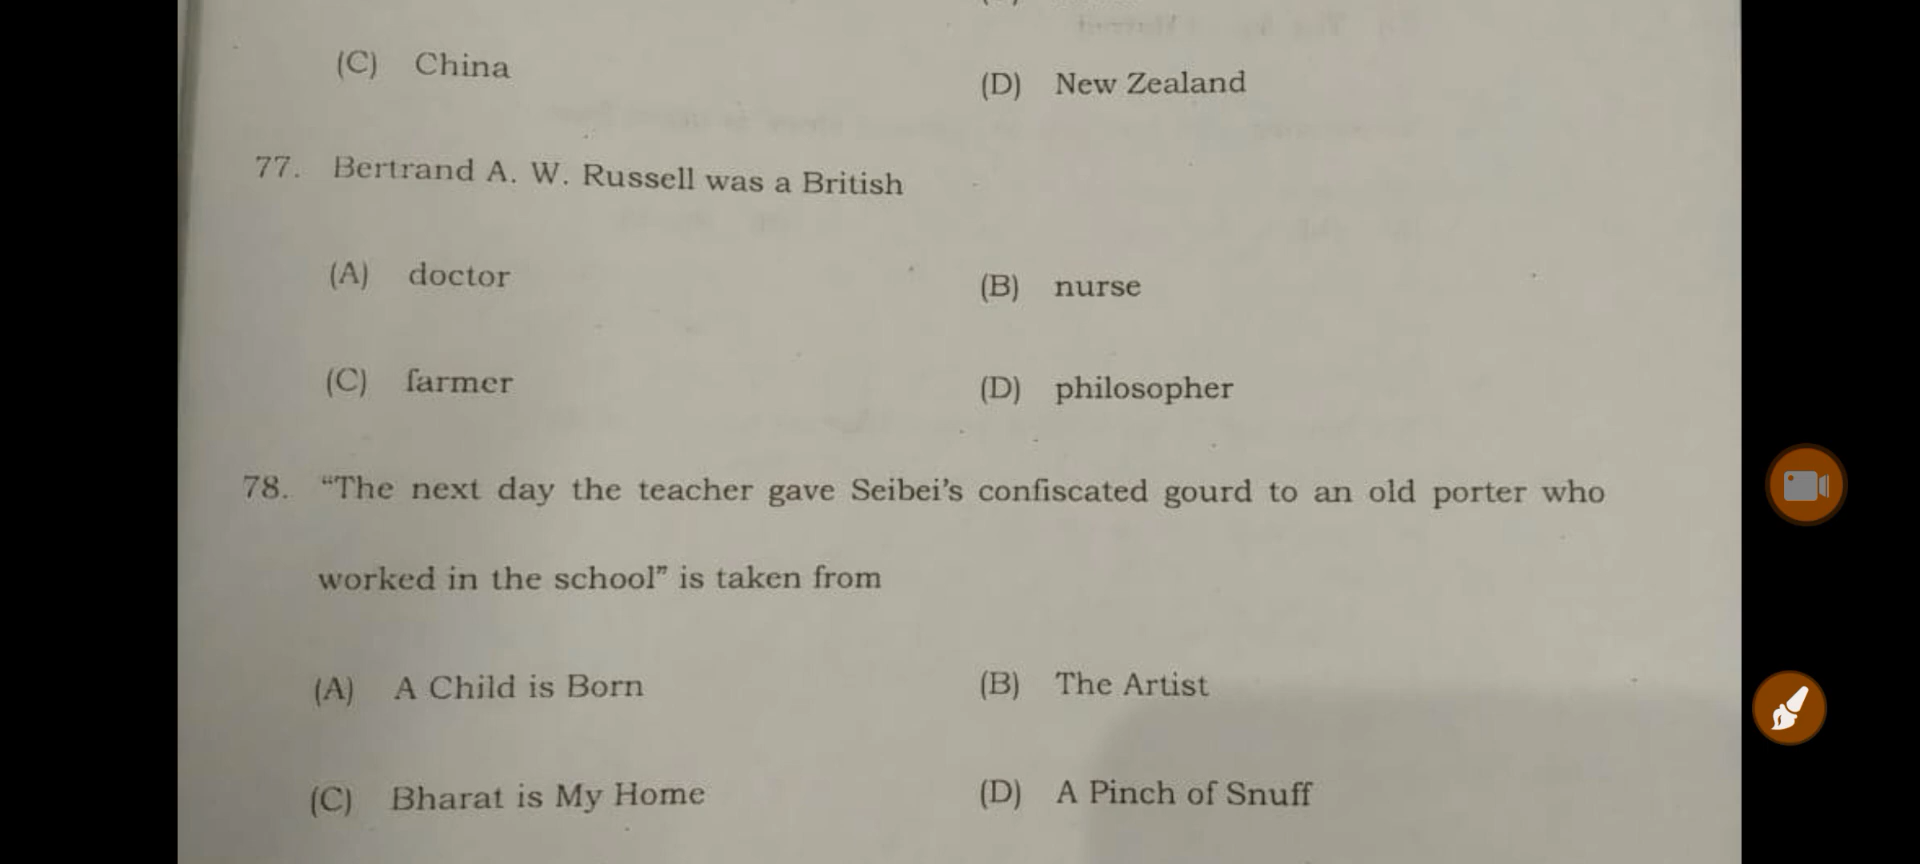 (C) China
(D) New Zealand
77. Bertrand A. W. Russell was a British
(A) doctor
(B) nurse
(C) farmer
(D) philosopher
78. “The next day the teacher gave Seibei’s confiscated gourd to an old porter who
worked in the school” is taken from
(A) A Child is Born
(B) The Artist
(C) Bharat is My Home
(D) A Pinch of Snuff